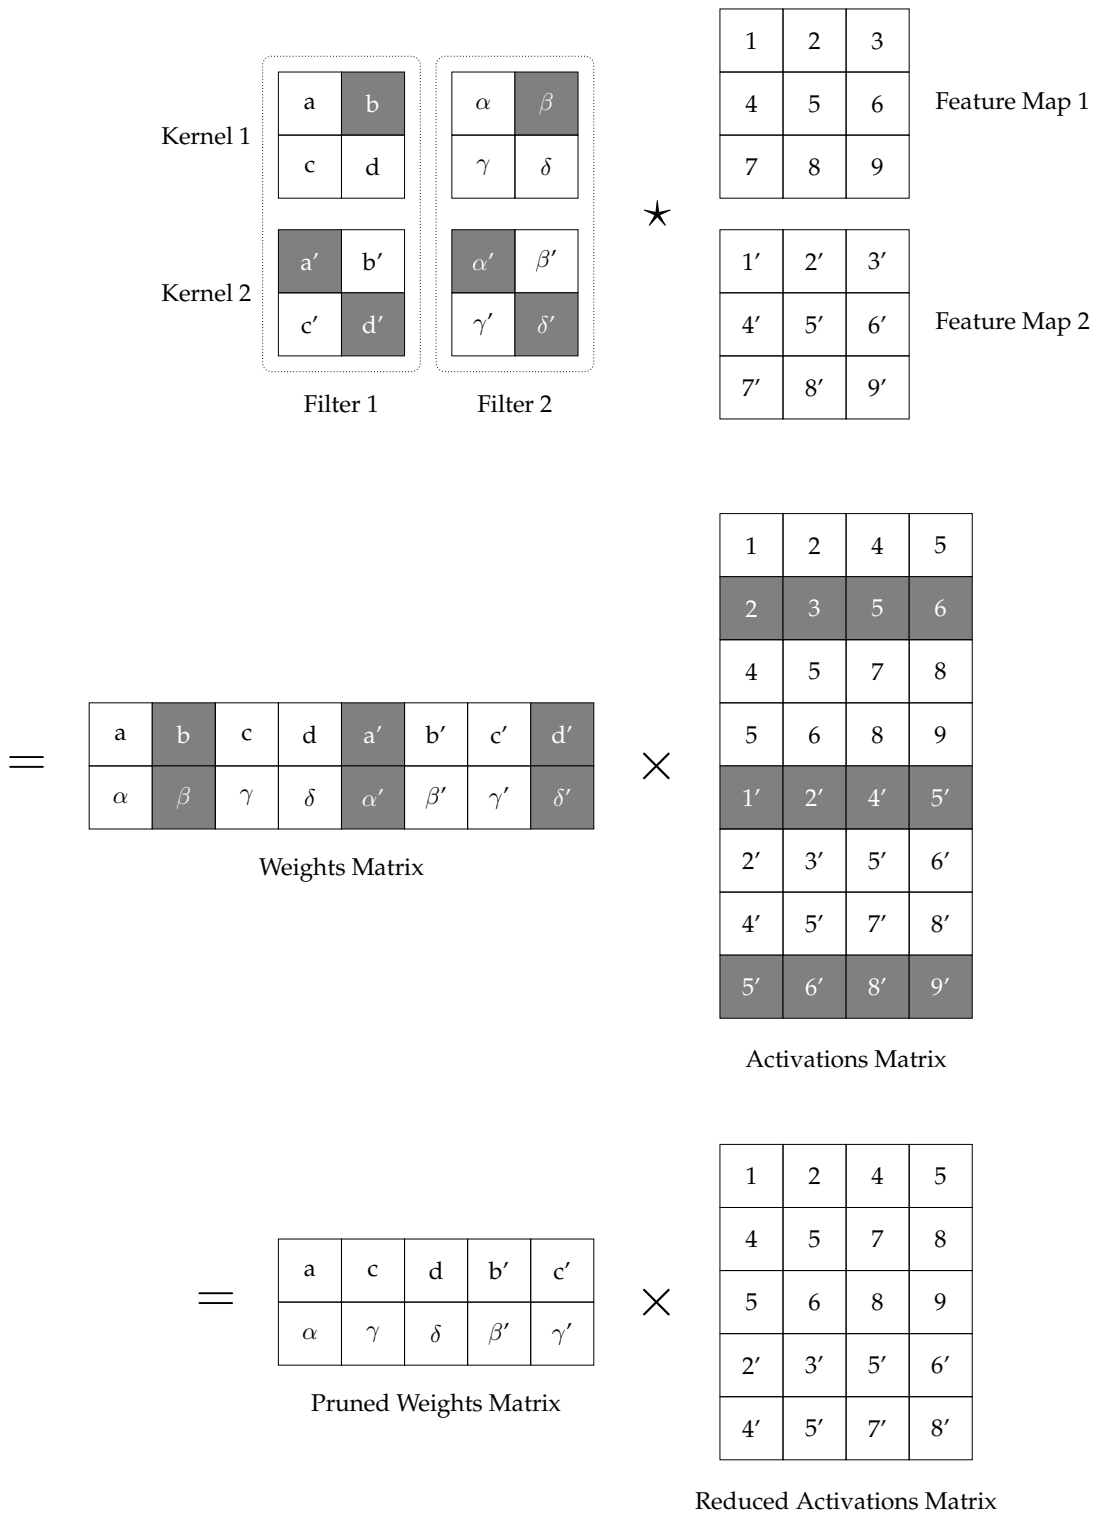 Kernel 1
a b
c d
α β
γ δ
Kernel 2
a′ b′
c′ d′
α′ β′
γ′ δ′
Filter 1
Filter 2
⋆
1 2 3
4 5 6
7 8 9
Feature Map 1
1′ 2′ 3′
4′ 5′ 6′
7′ 8′ 9′
Feature Map 2
=
a b c d a′ b′ c′ d′
α β γ δ α′ β′ γ′ δ′
Weights Matrix
×
1 2 4 5
2 3 5 6
4 5 7 8
5 6 8 9
1′ 2′ 4′ 5′
2′ 3′ 5′ 6′
4′ 5′ 7′ 8′
5′ 6′ 8′ 9′
Activations Matrix
=
a c d b′ c′
α γ δ β′ γ′
Pruned Weights Matrix
×
1 2 4 5
4 5 7 8
5 6 8 9
2′ 3′ 5′ 6′
4′ 5′ 7′ 8′
Reduced Activations Matrix